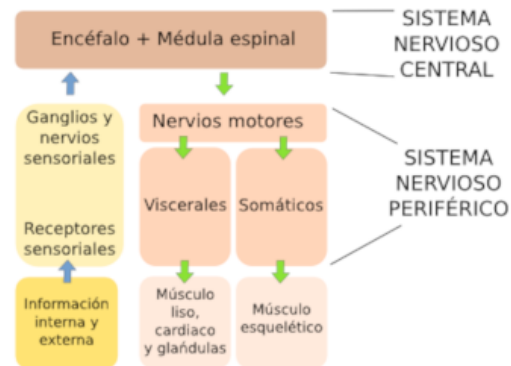 Encéfalo + Médula espinal
SISTEMA
NERVIOSO
CENTRAL
Ganglios y
nervios
sensoriales
Receptores
sensoriales
Nervios motores
Viscerales
Somáticos
SISTEMA
NERVIOSO
PERIFÉRICO
Información
interna y
externa
Músculo
liso,
cardiaco
y glańdulas
Músculo
esquelético